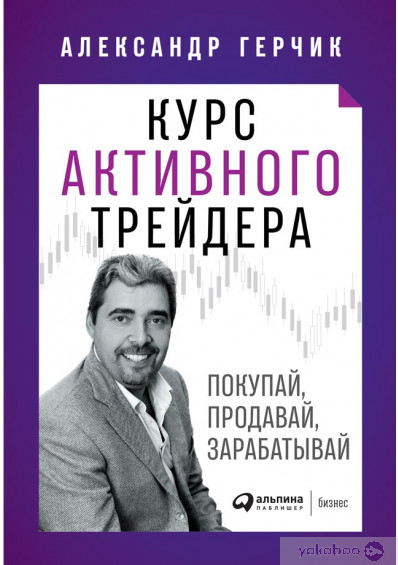 АЛЕКСАНДР ГЕРЧИК
КУРС
АКТИВНОГО
ТРЕЙДЕРА
ПОКУПАЙ,
ПРОДАВАЙ,
ЗАРАБАТЫВАЙ
альпина
ПАБЛИШЕР
бизнес
yakaboo